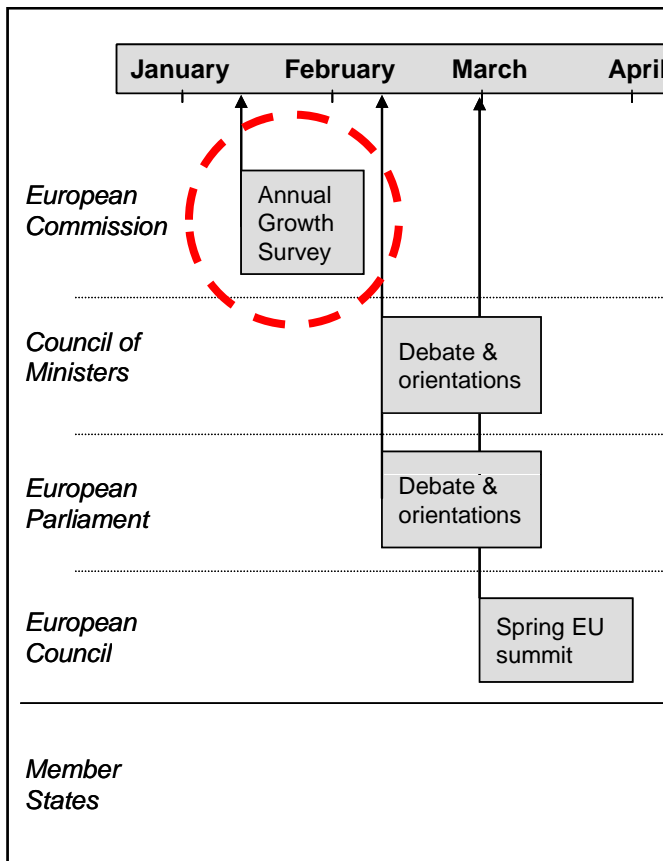 January February March April
European
Commission
Annual
Growth
Survey
Council of
Ministers
Debate &
orientations
European
Parliament
Debate &
orientations
European
Council
Spring EU
summit
Member
States